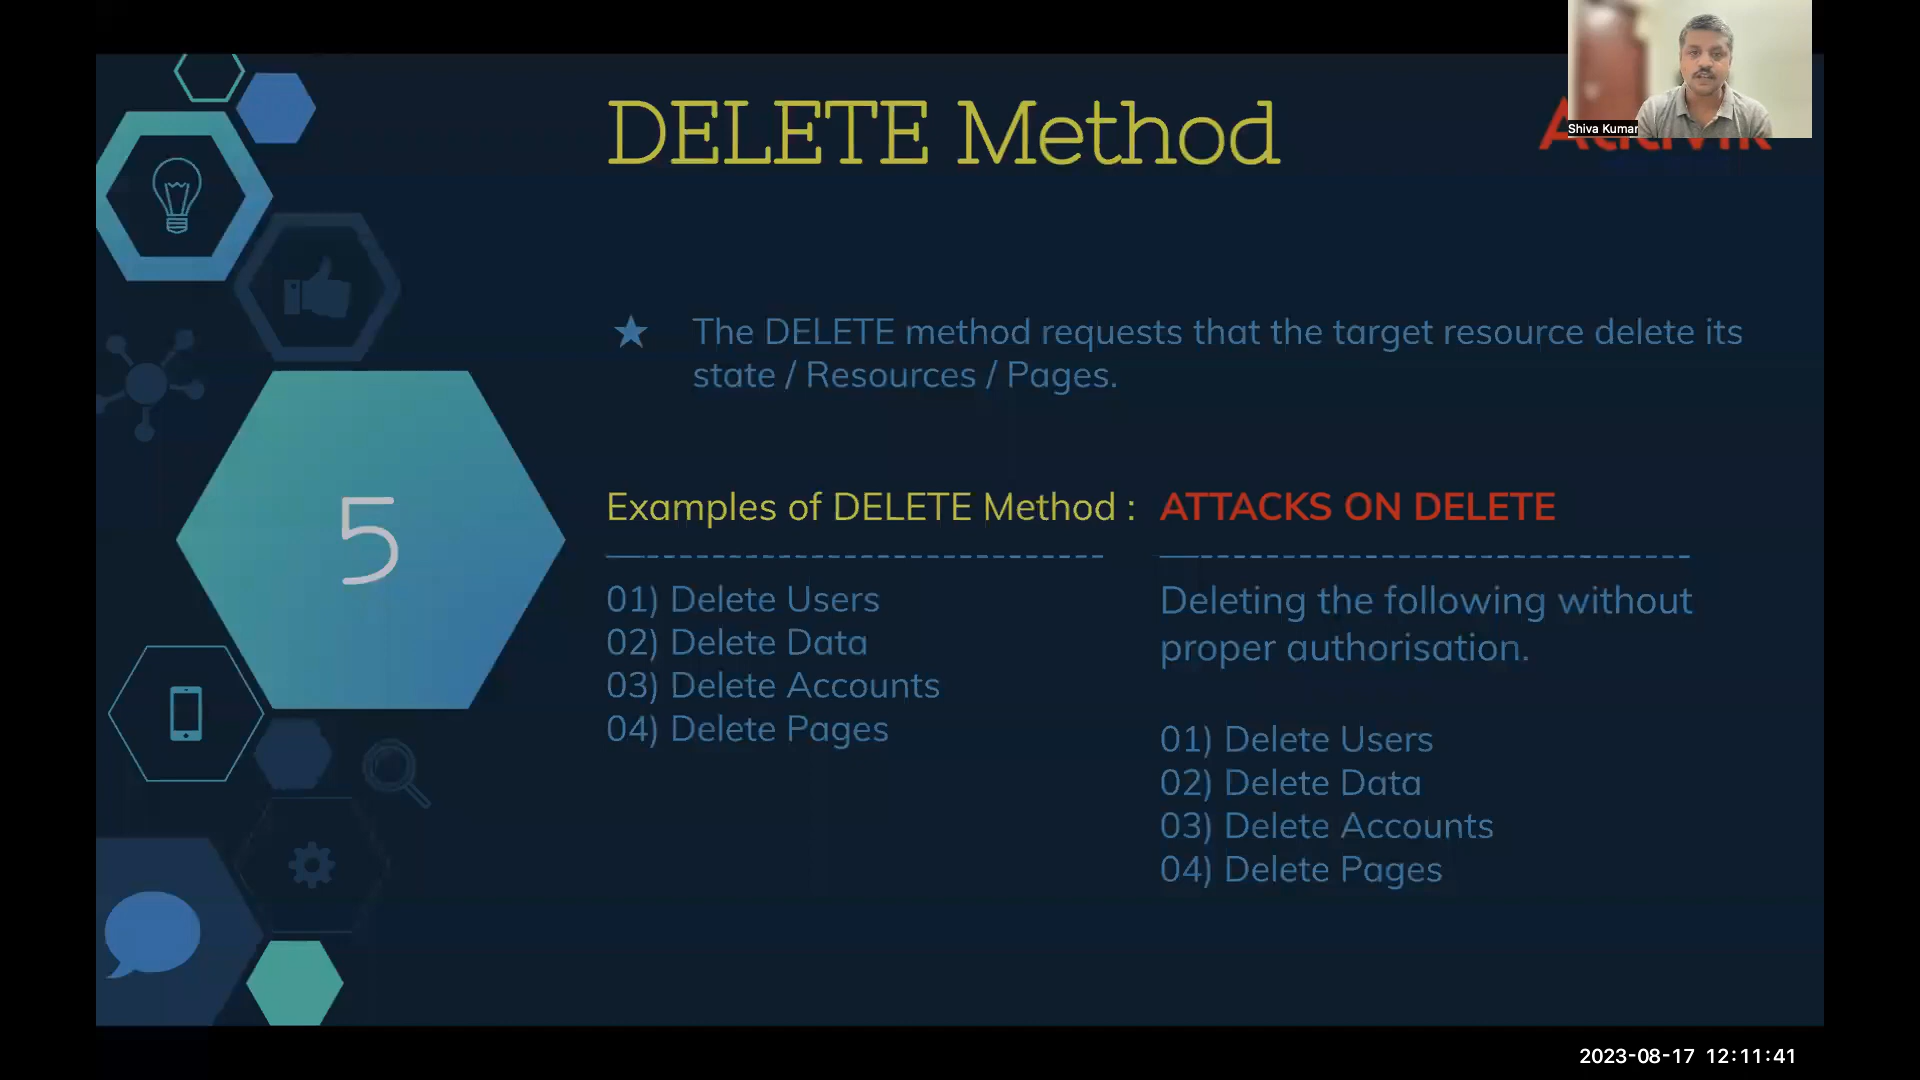 DELETE Method
Shiva Kumar
The DELETE method requests that the target resource delete its
state / Resources / Pages.
5
Examples of DELETE Method :
01) Delete Users
02) Delete Data
03) Delete Accounts
04) Delete Pages
ATTACKS ON DELETE
Deleting the following without
proper authorisation.
01) Delete Users
02) Delete Data
03) Delete Accounts
04) Delete Pages
2023-08-17 12:11:41